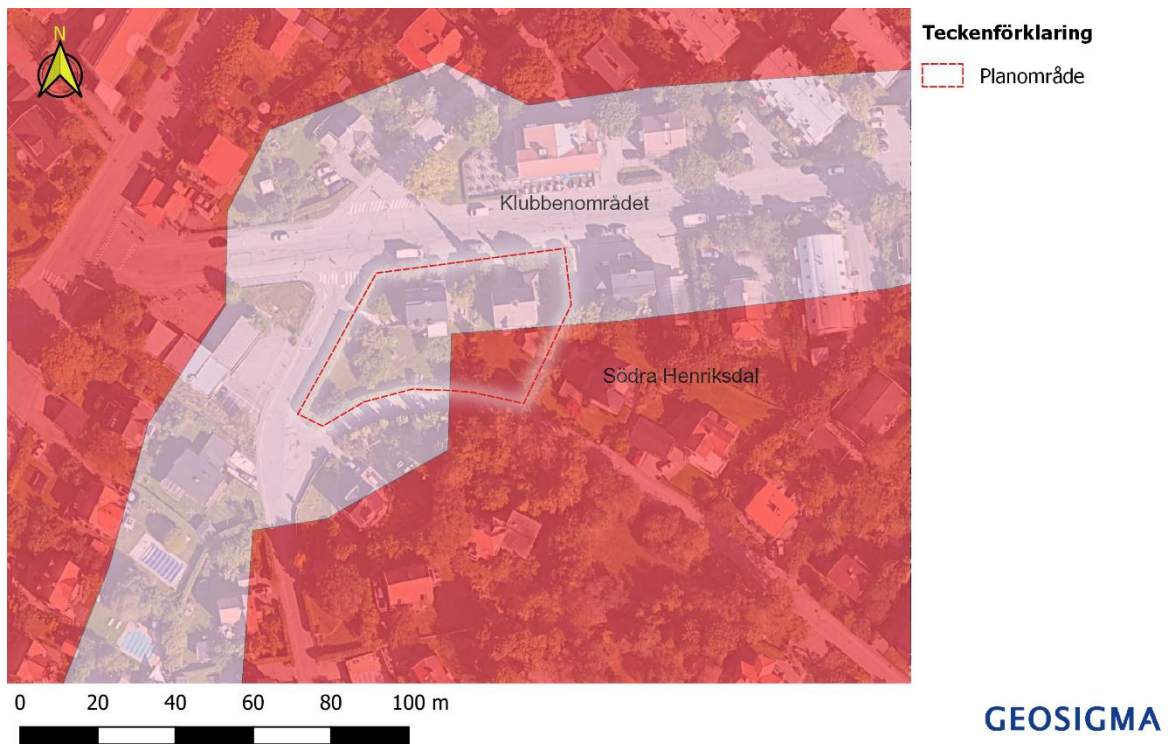 N
Teckenförklaring
Planområde
Klubbenområdet
Södra Henriksdal
0 20 40 60 80 100 m
GEOSIGMA